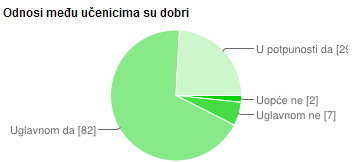 Odnosi među učenicima su dobri
U potpunosti da [29
Uopće ne [2]
Uglavnom ne [7]
Uglavnom da [82]